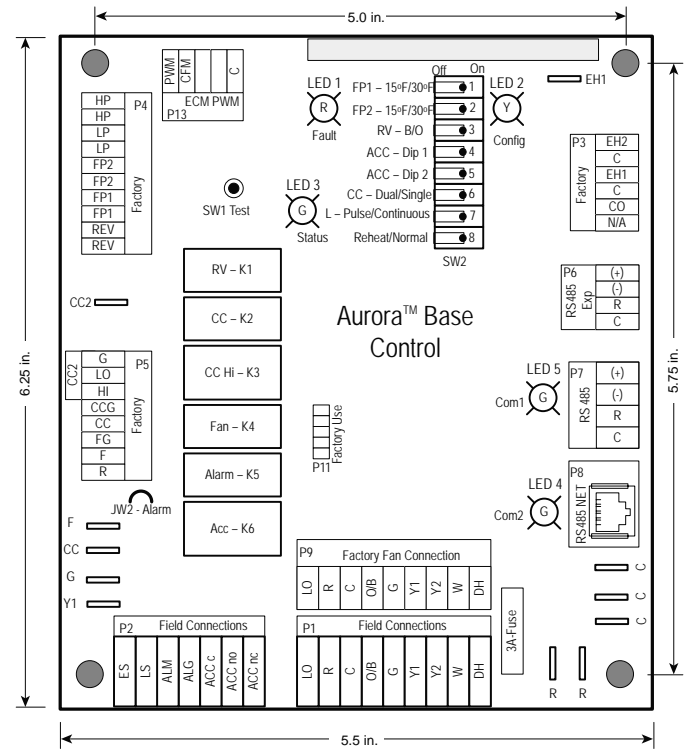 5.0 in.
PWM
CFM
C
ECM PWM
P13
LED 1
R
Fault
Off
On
FP1 – 15ºF/30ºF
1
FP2 – 15ºF/30ºF
2
RV – B/O
3
ACC – Dip 1
4
ACC – Dip 2
5
CC – Dual/Single
6
L – Pulse/Continuous
7
Reheat/Normal
8
SW2
LED 2
Y
Config
EH1
HP
HP
LP
LP
FP2
FP2
FP1
FP1
REV
REV
P4
Factory
SW1 Test
LED 3
G
Status
P3
Factory
EH2
C
EH1
C
CO
N/A
RV – K1
CC – K2
CC Hi – K3
Fan – K4
Alarm – K5
Acc – K6
CC2
Aurora™ Base
Control
P6
RS485
Exp
(+)
(-)
R
C
6.25 in.
5.75 in.
CC2
G
LO
HI
CCG
CC
FG
F
R
P5
Factory
P11
Factory Use
LED 5
Com1
G
P7
RS 485
(+)
(-)
R
C
LED 4
Com2
G
P8
RS485 NET
JW2 - Alarm
F
CC
G
Y1
P9
Factory Fan Connection
LO
R
C
O/B
G
Y1
Y2
W
DH
C
C
C
P2
Field Connections
ES
LS
ALM
ALG
ACC c
ACC no
ACC nc
P1
Field Connections
LO
R
C
O/B
G
Y1
Y2
W
DH
3A-Fuse
R
R
5.5 in.